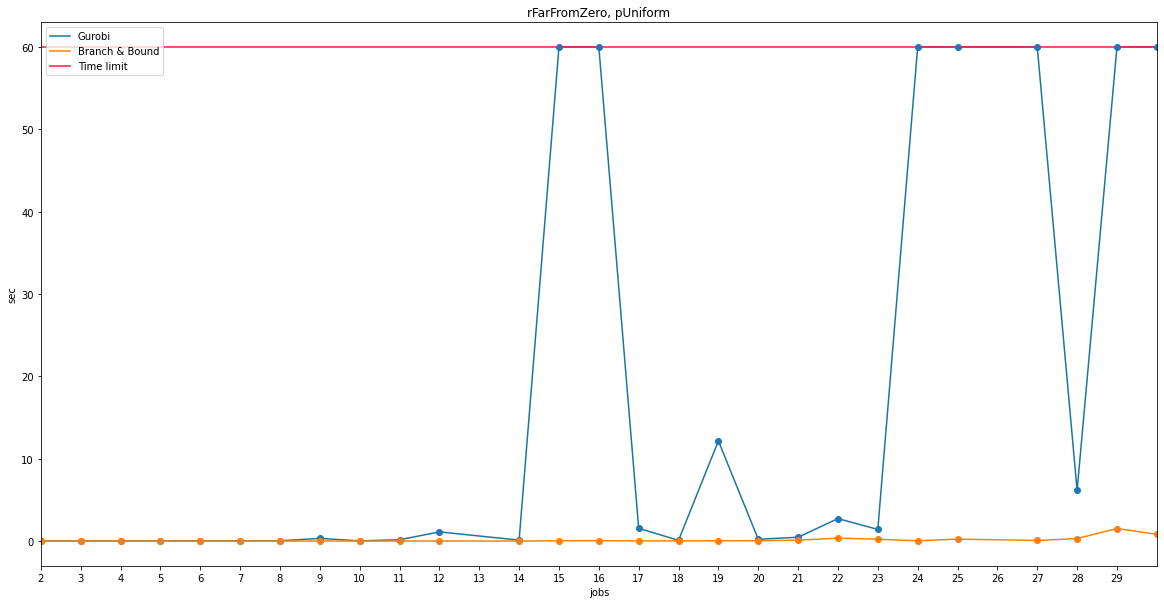 rFarFromZero, pUniform
Gurobi
Branch & Bound
Time limit
60
50
40
30
20
10
0
sec
2 3 4 5 6 7 8 9 10 11 12 13 14 15 16 17 18 19 20 21 22 23 24 25 26 27 28 29
jobs